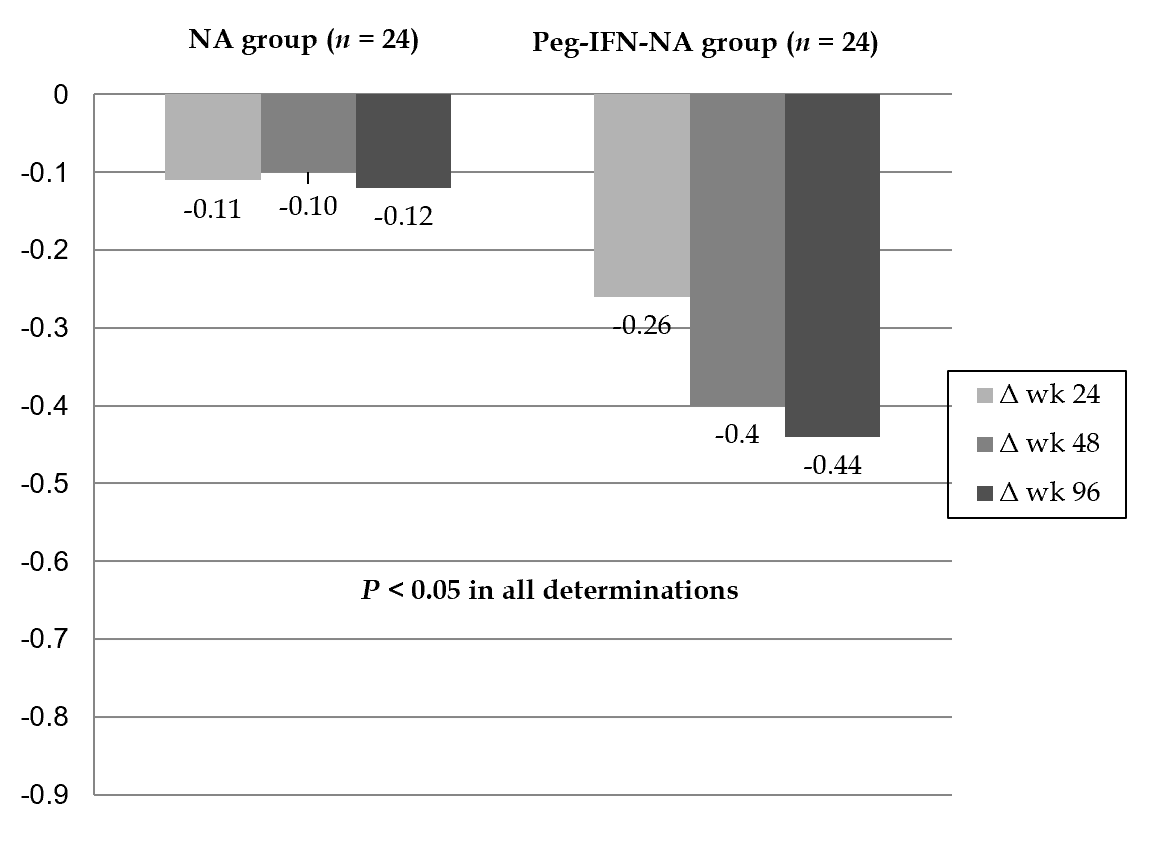 NA group (n = 24)
Peg-IFN-NA group (n = 24)
0
-0.1
-0.2
-0.3
-0.4
-0.5
-0.6
-0.7
-0.8
-0.9
-0.11
-0.10
-0.12
-0.26
-0.4
-0.44
Δ wk 24
Δ wk 48
Δ wk 96
P < 0.05 in all determinations